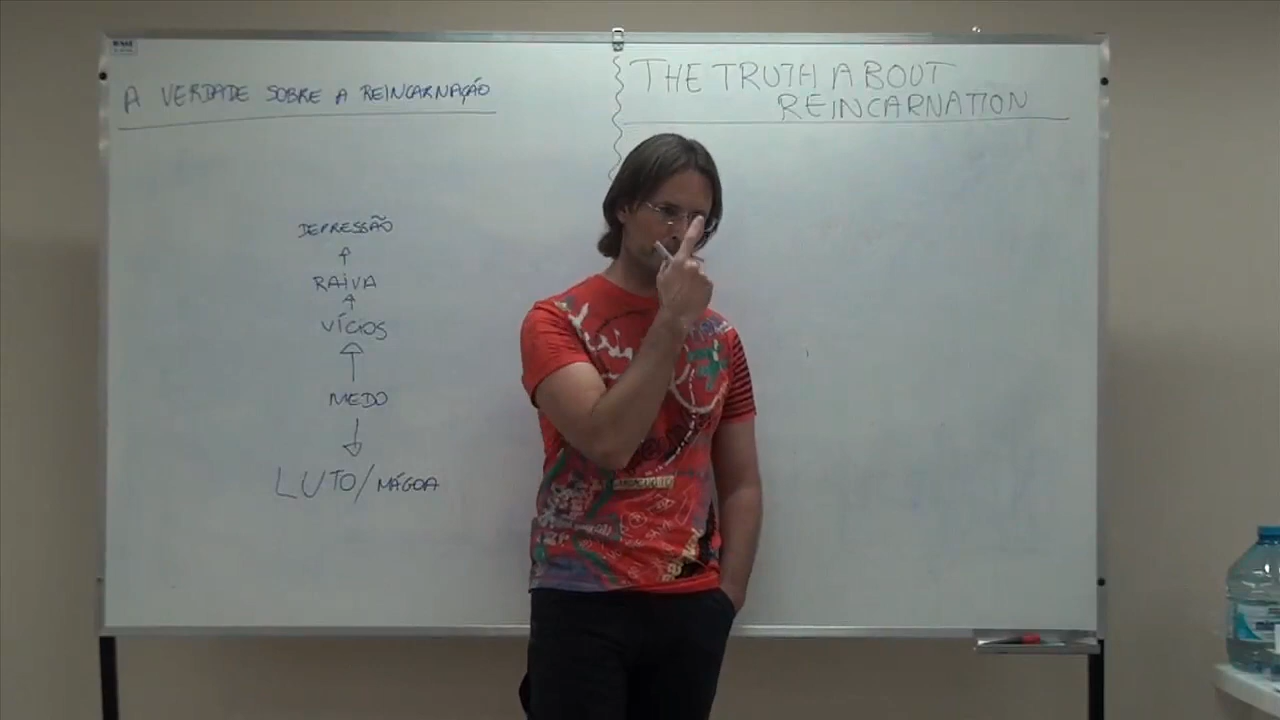 A VERDADE SOBRE A REINCARNAÇÃO
DEPRESSÃO
RAIVA
VÍCIOS
MEDO
LUTO/MÁGOA
THE TRUTH ABOUT
REINCARNATION